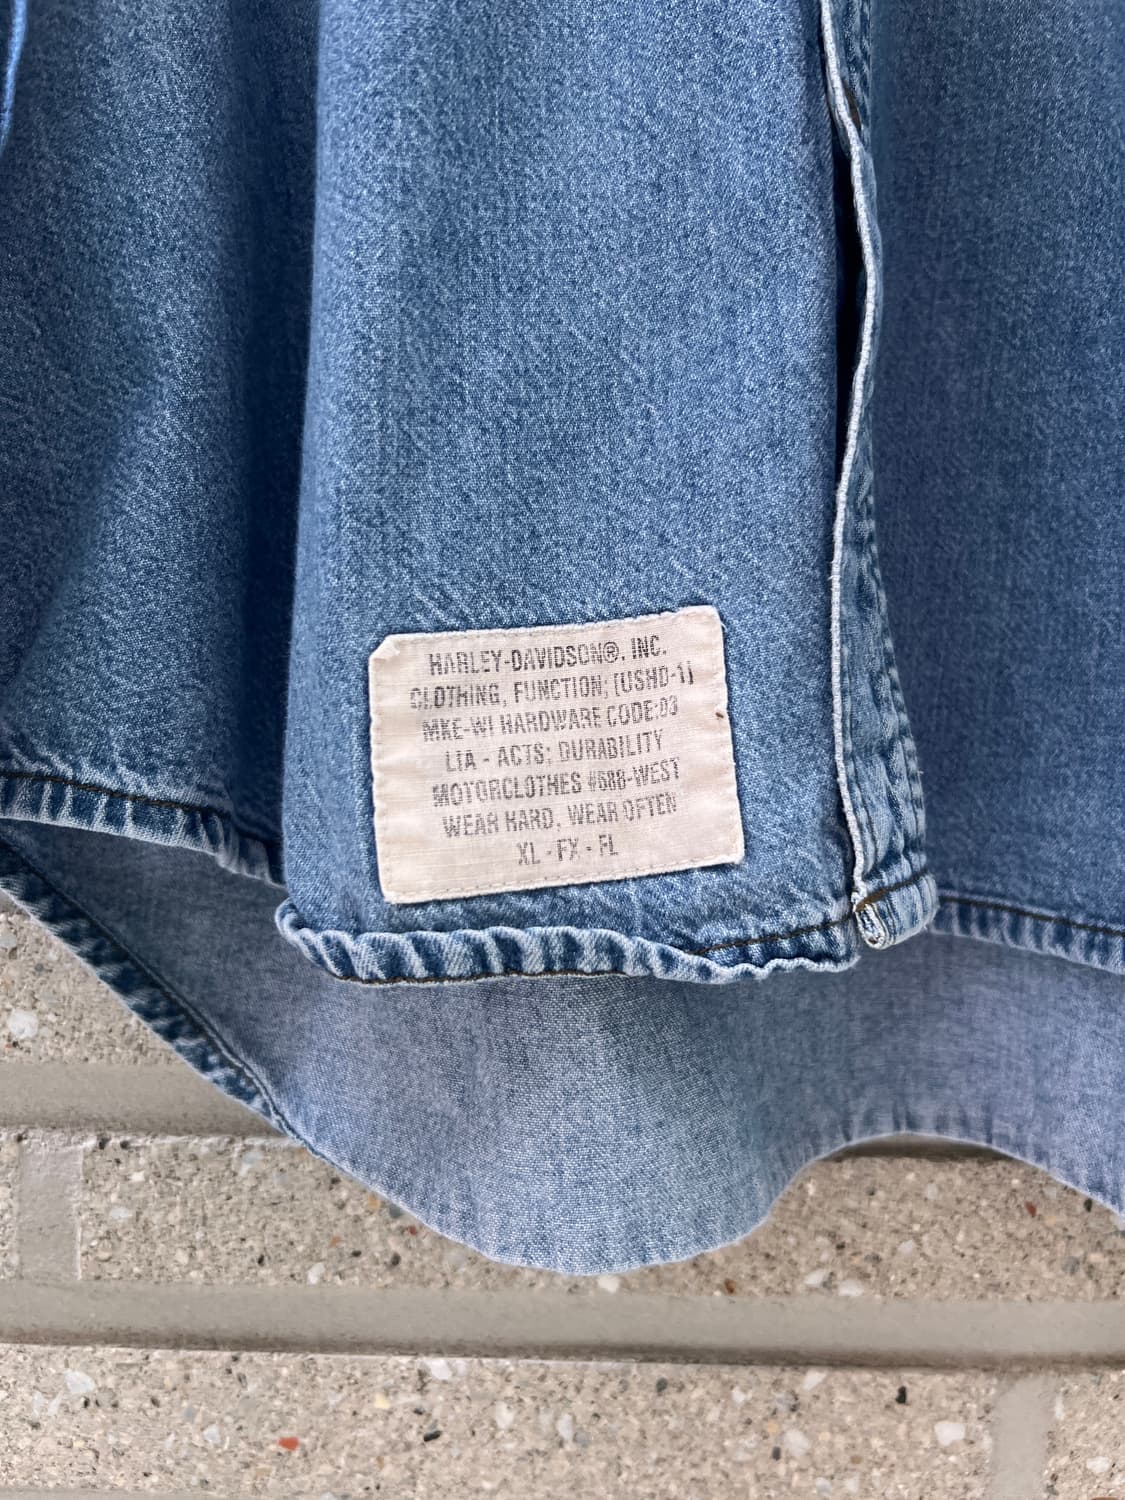 HARLEY-DAVIDSON®, INC.
CLOTHING, FUNCTION; (USHD-1)
MKE-WI HARDWARE CODE:03
LIA - ACTS: DURABILITY
MOTORCLOTHES #688-WEST
WEAR HARD, WEAR OFTEN
XL - FX - FL